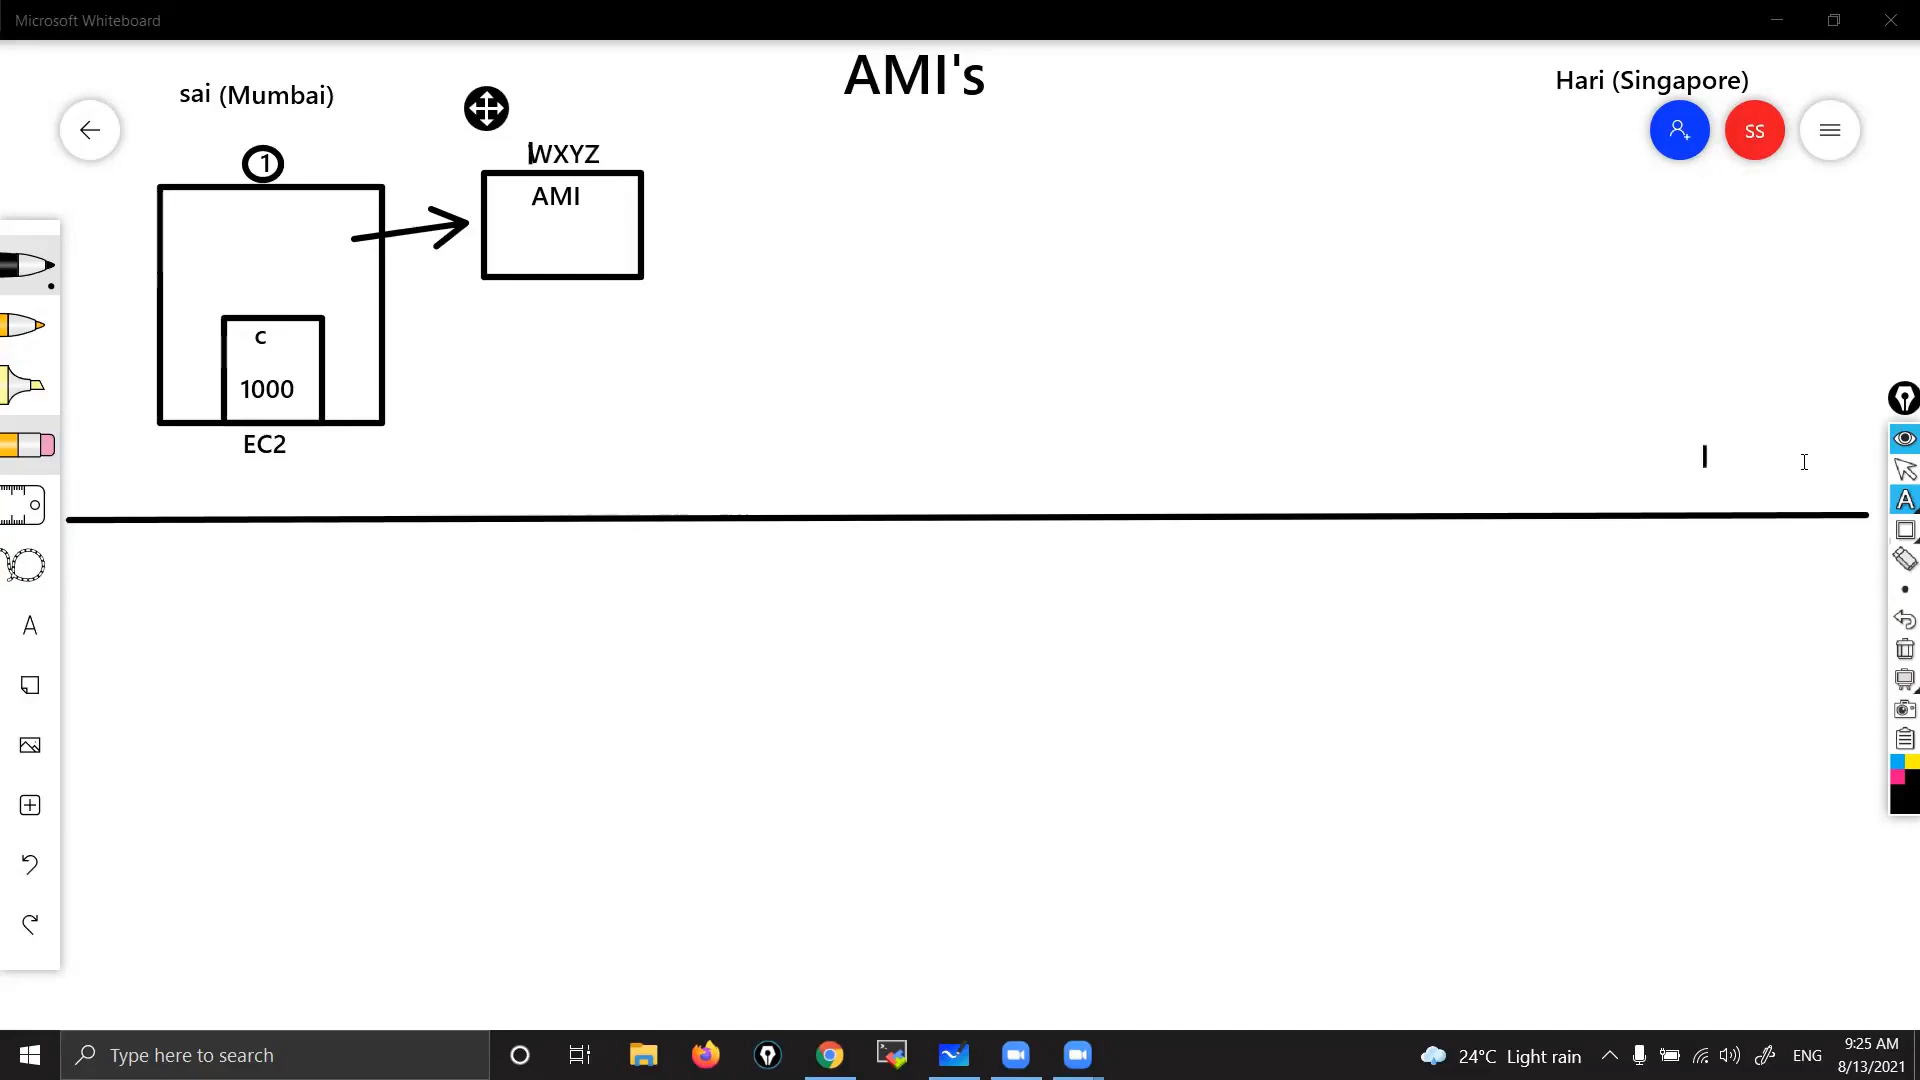 Microsoft Whiteboard
AMI's
sai (Mumbai)
Hari (Singapore)
SS
1
WXYZ
AMI
c
1000
EC2
A
A
Type here to search
24°C Light rain
ENG
9:25 AM
8/13/2021